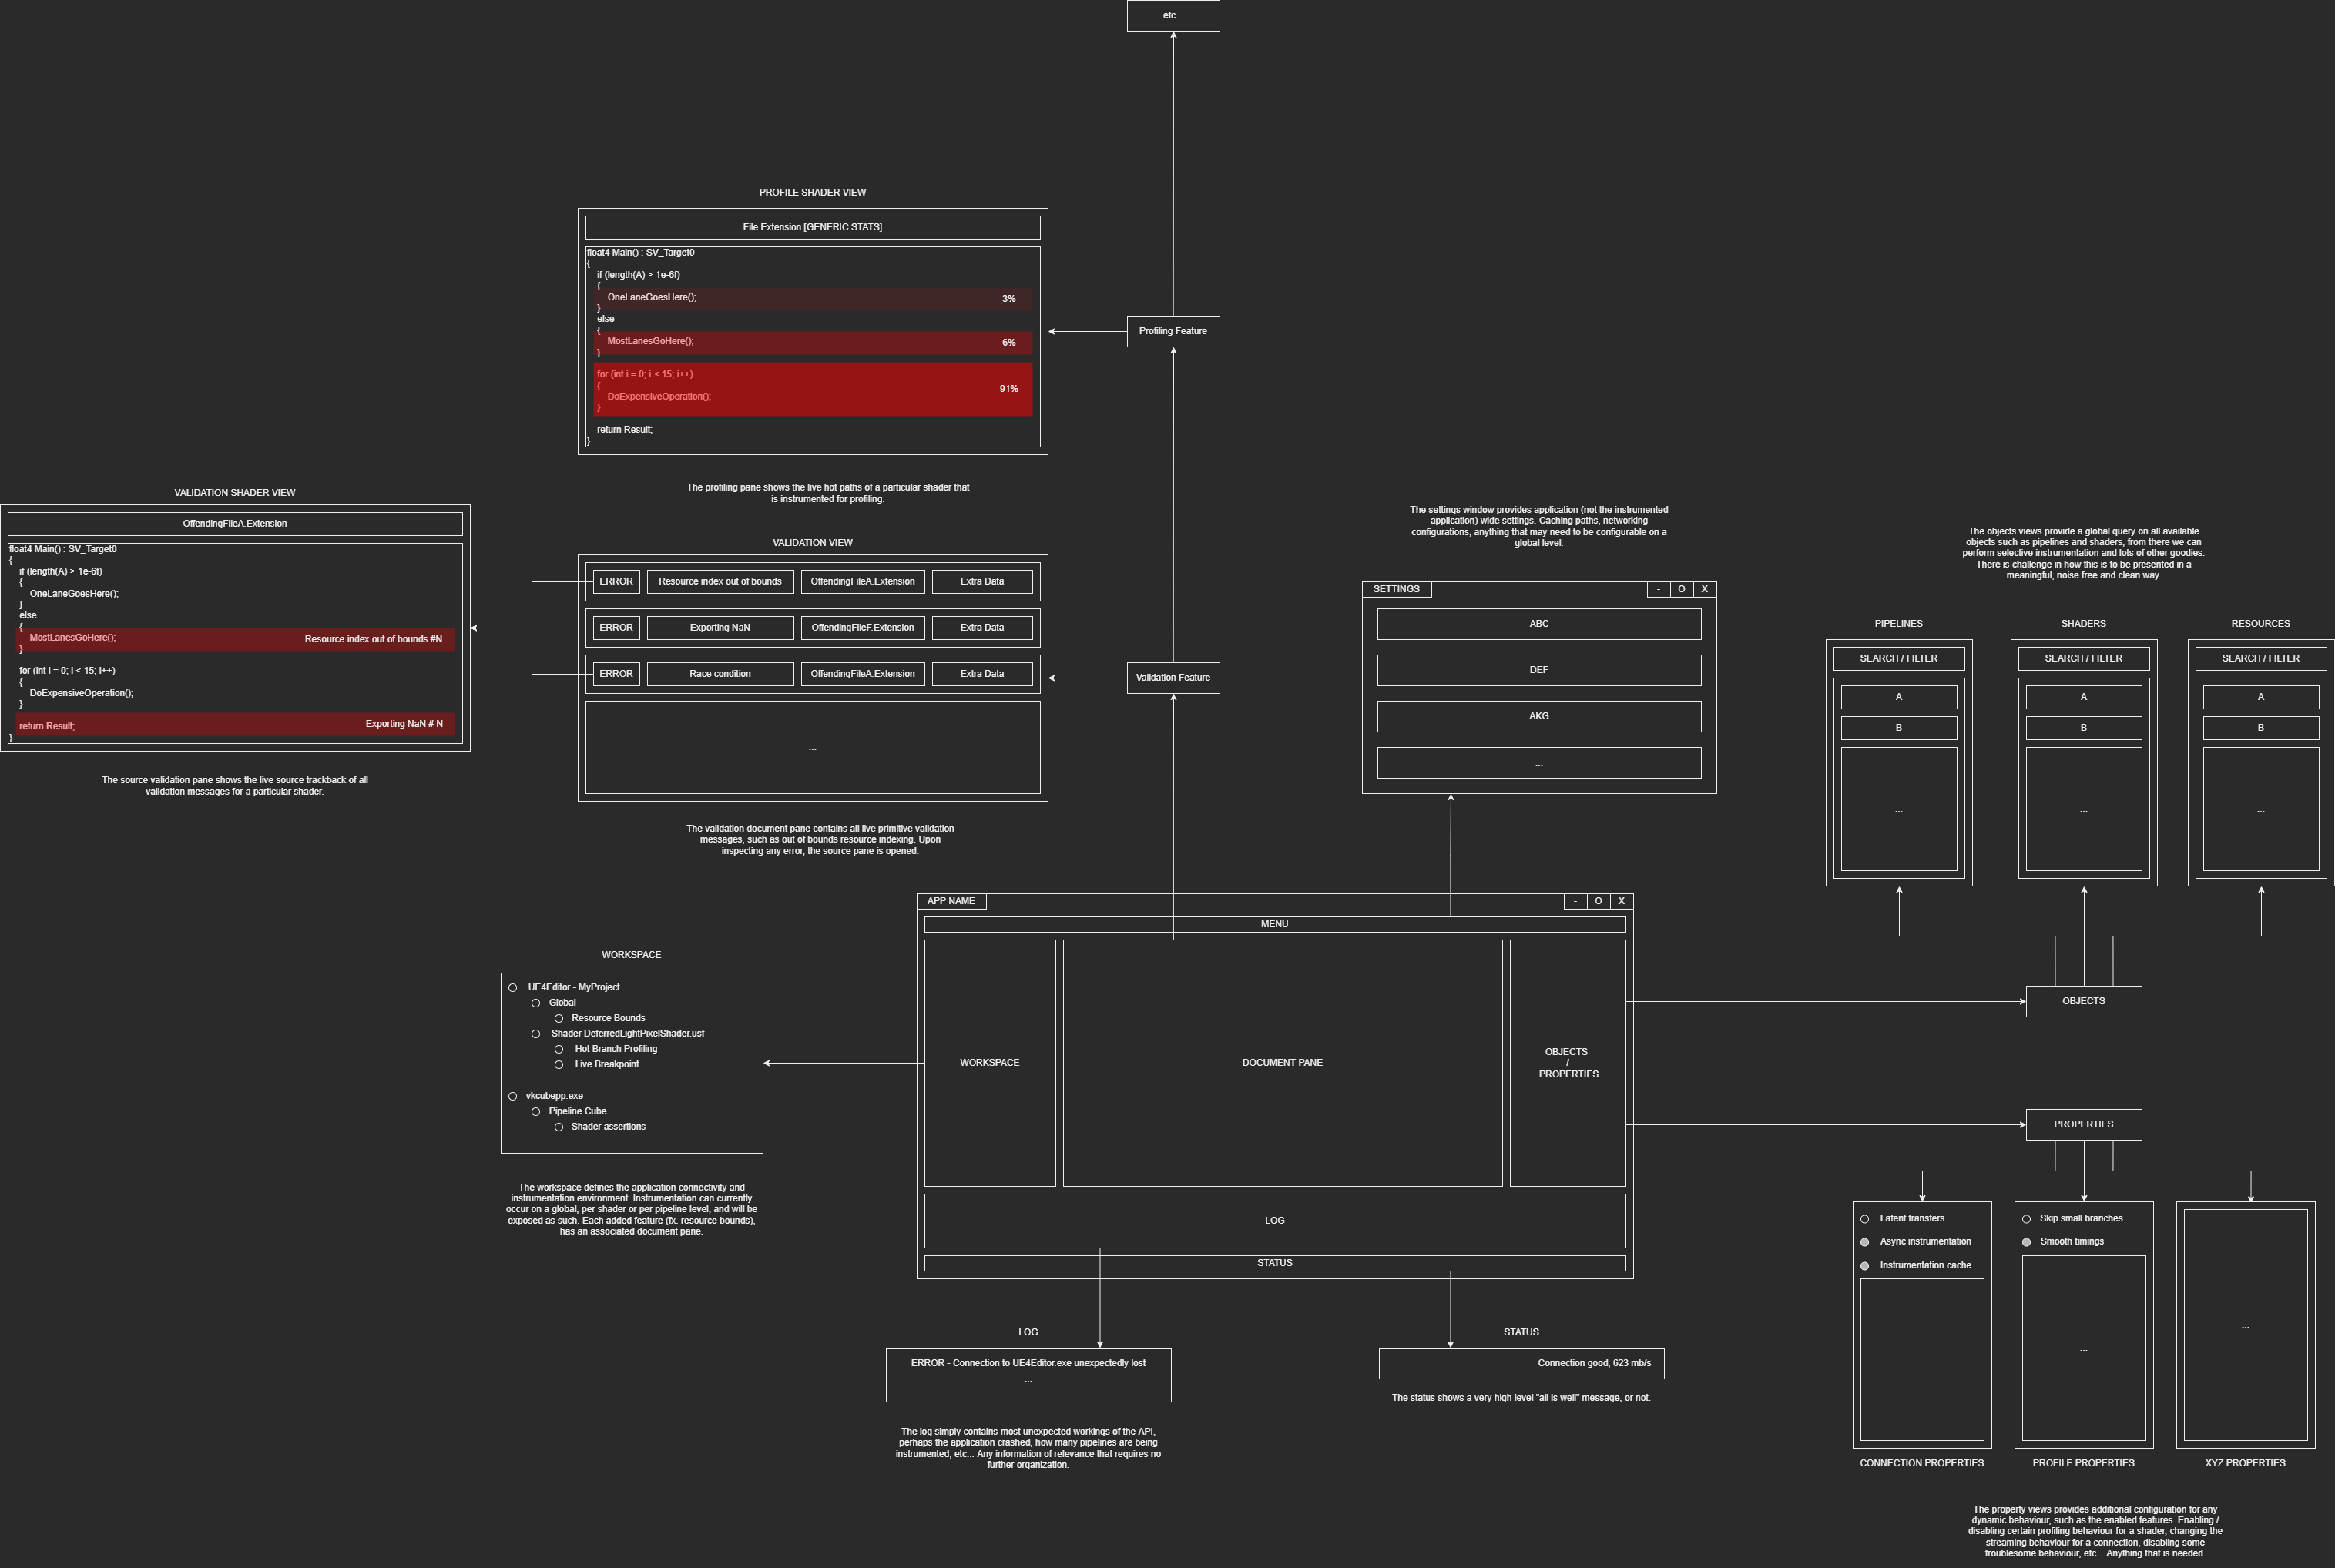 etc...
PROFILE SHADER VIEW
File.Extension [GENERIC STATS]
float4 Main() : SV_Target0
{
if (length(A) > 1e-6f)
{
OneLaneGoesHere();
3%
}
else
{
MostLanesGoHere();
6%
}
for (int i = 0; i < 15; i++)
{
91%
DoExpensiveOperation();
}
return Result;
}
The profiling pane shows the live hot paths of a particular shader that
is instrumented for profiling.
Profiling Feature
VALIDATION SHADER VIEW
OffendingFileA.Extension
float4 Main() : SV_Target0
{
if (length(A) > 1e-6f)
{
OneLaneGoesHere();
}
else
{
MostLanesGoHere();
Resource index out of bounds #N
}
for (int i = 0; i < 15; i++)
{
DoExpensiveOperation();
}
return Result;
Exporting NaN # N
}
The source validation pane shows the live source trackback of all
validation messages for a particular shader.
VALIDATION VIEW
ERROR
Resource index out of bounds
OffendingFileA.Extension
Extra Data
ERROR
Exporting NaN
OffendingFileF.Extension
Extra Data
ERROR
Race condition
OffendingFileA.Extension
Extra Data
...
The validation document pane contains all live primitive validation
messages, such as out of bounds resource indexing. Upon
inspecting any error, the source pane is opened.
Validation Feature
The settings window provides application (not the instrumented
application) wide settings. Caching paths, networking
configurations, anything that may need to be configurable on a
global level.
SETTINGS
-
O
X
ABC
DEF
AKG
...
The objects views provide a global query on all available
objects such as pipelines and shaders, from there we can
perform selective instrumentation and lots of other goodies.
There is challenge in how this is to be presented in a
meaningful, noise free and clean way.
PIPELINES
SEARCH / FILTER
A
B
...
SHADERS
SEARCH / FILTER
A
B
...
RESOURCES
SEARCH / FILTER
A
B
...
OBJECTS
APP NAME
-
O
X
MENU
WORKSPACE
DOCUMENT PANE
OBJECTS
/
PROPERTIES
LOG
STATUS
WORKSPACE
UE4Editor - MyProject
Global
Resource Bounds
Shader DeferredLightPixelShader.usf
Hot Branch Profiling
Live Breakpoint
vkcubepp.exe
Pipeline Cube
Shader assertions
The workspace defines the application connectivity and
instrumentation environment. Instrumentation can currently
occur on a global, per shader or per pipeline level, and will be
exposed as such. Each added feature (fx. resource bounds),
has an associated document pane.
LOG
ERROR - Connection to UE4Editor.exe unexpectedly lost
...
The log simply contains most unexpected workings of the API,
perhaps the application crashed, how many pipelines are being
instrumented, etc... Any information of relevance that requires no
further organization.
STATUS
Connection good, 623 mb/s
The status shows a very high level "all is well" message, or not.
PROPERTIES
Latent transfers
Async instrumentation
Instrumentation cache
...
CONNECTION PROPERTIES
Skip small branches
Smooth timings
...
PROFILE PROPERTIES
...
XYZ PROPERTIES
The property views provides additional configuration for any
dynamic behaviour, such as the enabled features. Enabling /
disabling certain profiling behaviour for a shader, changing the
streaming behaviour for a connection, disabling some
troublesome behaviour, etc... Anything that is needed.